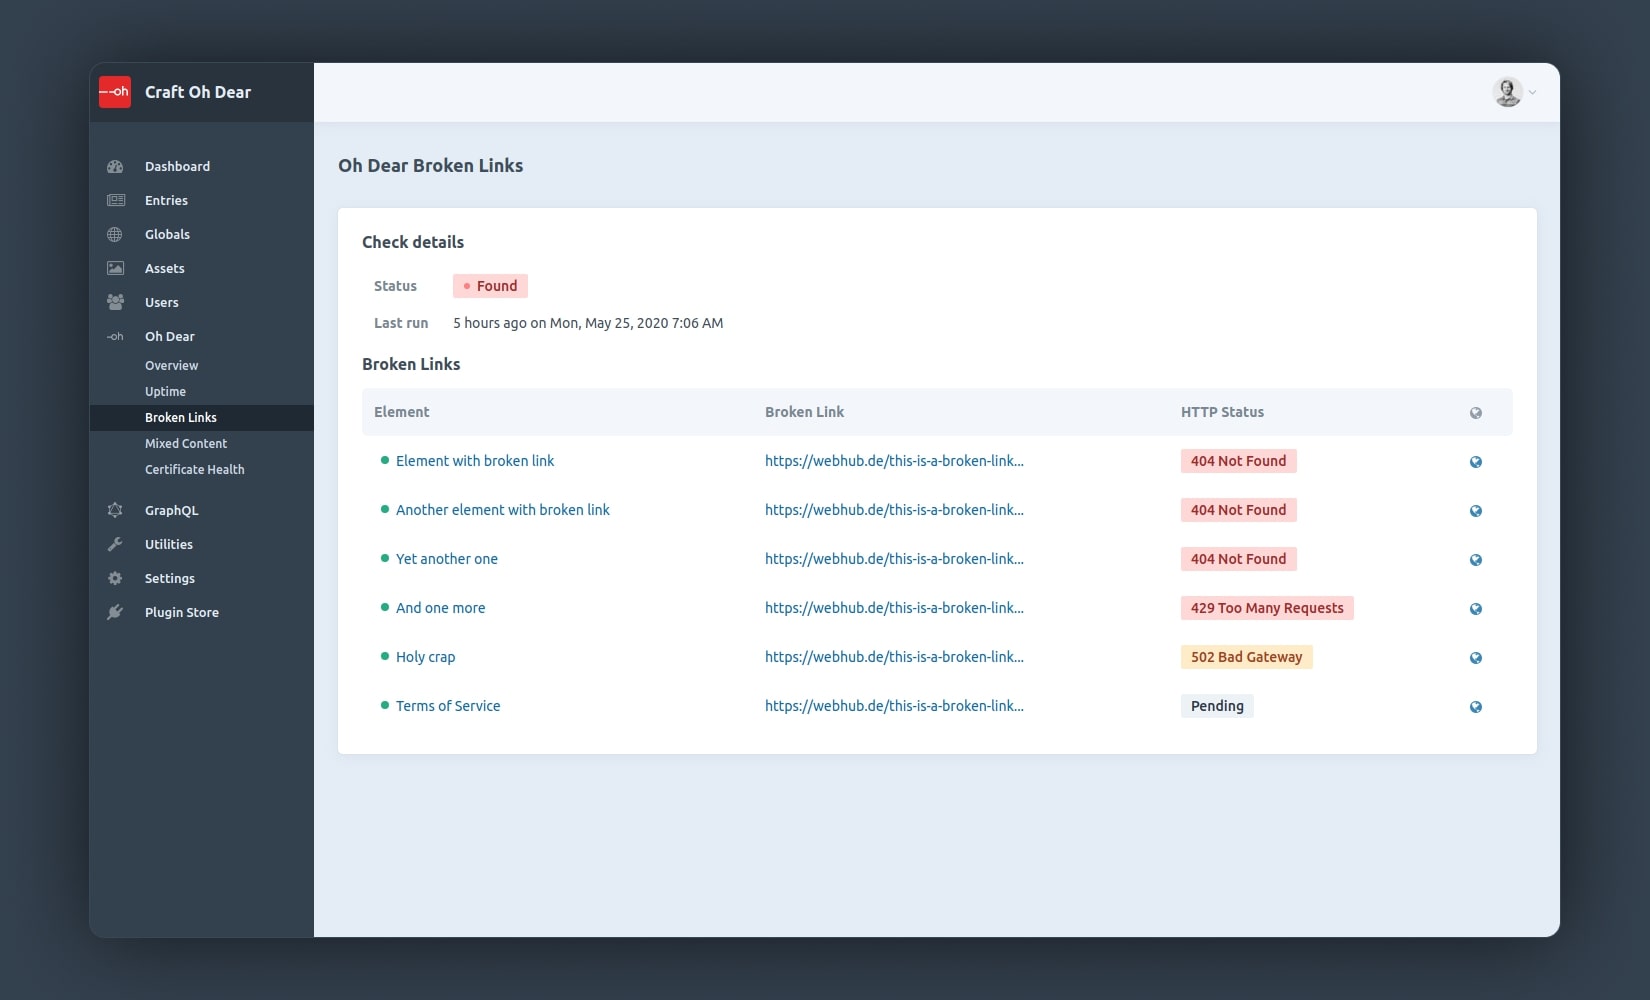 oh Craft Oh Dear
Dashboard
Entries
Globals
Assets
Users
oh Oh Dear
Overview
Uptime
Broken Links
Mixed Content
Certificate Health
GraphQL
Utilities
Settings
Plugin Store
Oh Dear Broken Links
Check details
Status Found
Last run 5 hours ago on Mon, May 25, 2020 7:06 AM
Broken Links
Element Broken Link HTTP Status
Element with broken link https://webhub.de/this-is-a-broken-link... 404 Not Found
Another element with broken link https://webhub.de/this-is-a-broken-link... 404 Not Found
Yet another one https://webhub.de/this-is-a-broken-link... 404 Not Found
And one more https://webhub.de/this-is-a-broken-link... 429 Too Many Requests
Holy crap https://webhub.de/this-is-a-broken-link... 502 Bad Gateway
Terms of Service https://webhub.de/this-is-a-broken-link... Pending